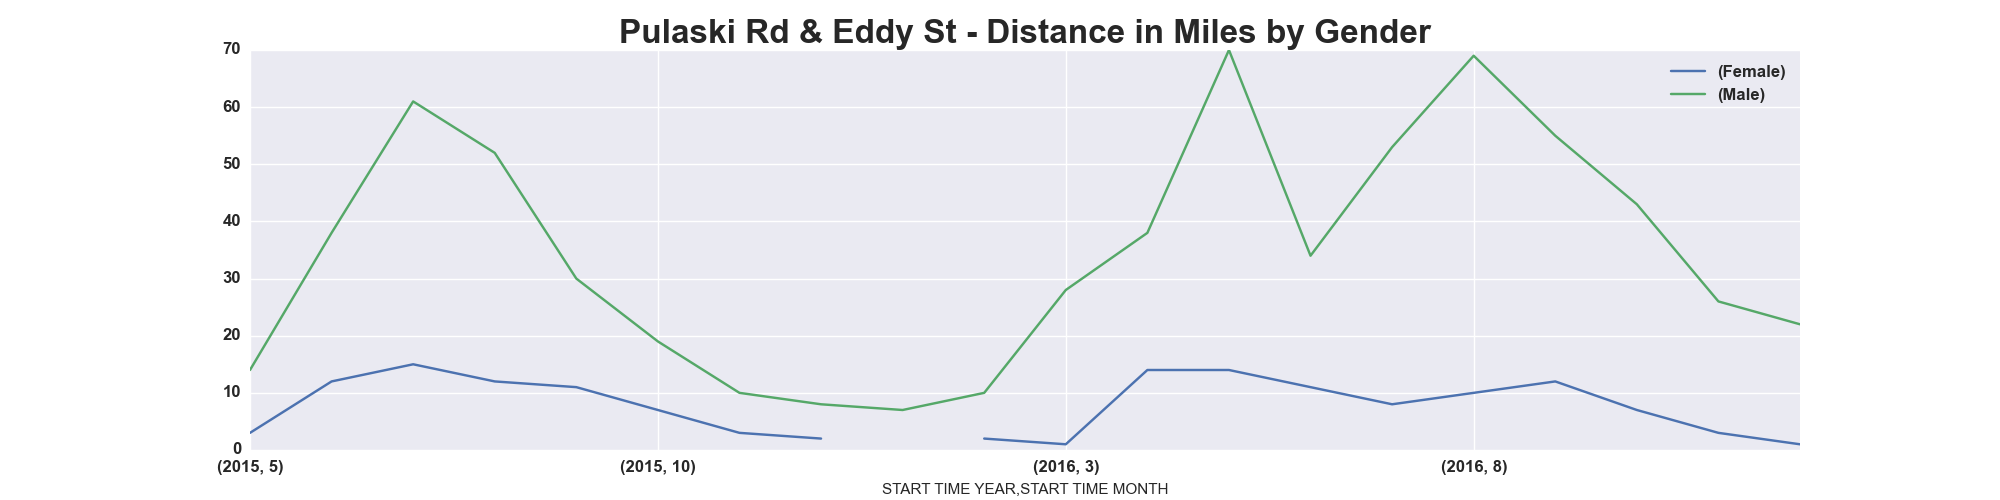 Pulaski Rd & Eddy St - Distance in Miles by Gender
70
60
50
40
30
20
10
0
(Female)
(Male)
(2015, 5) (2015, 10) (2016, 3) (2016, 8)
START TIME YEAR,START TIME MONTH